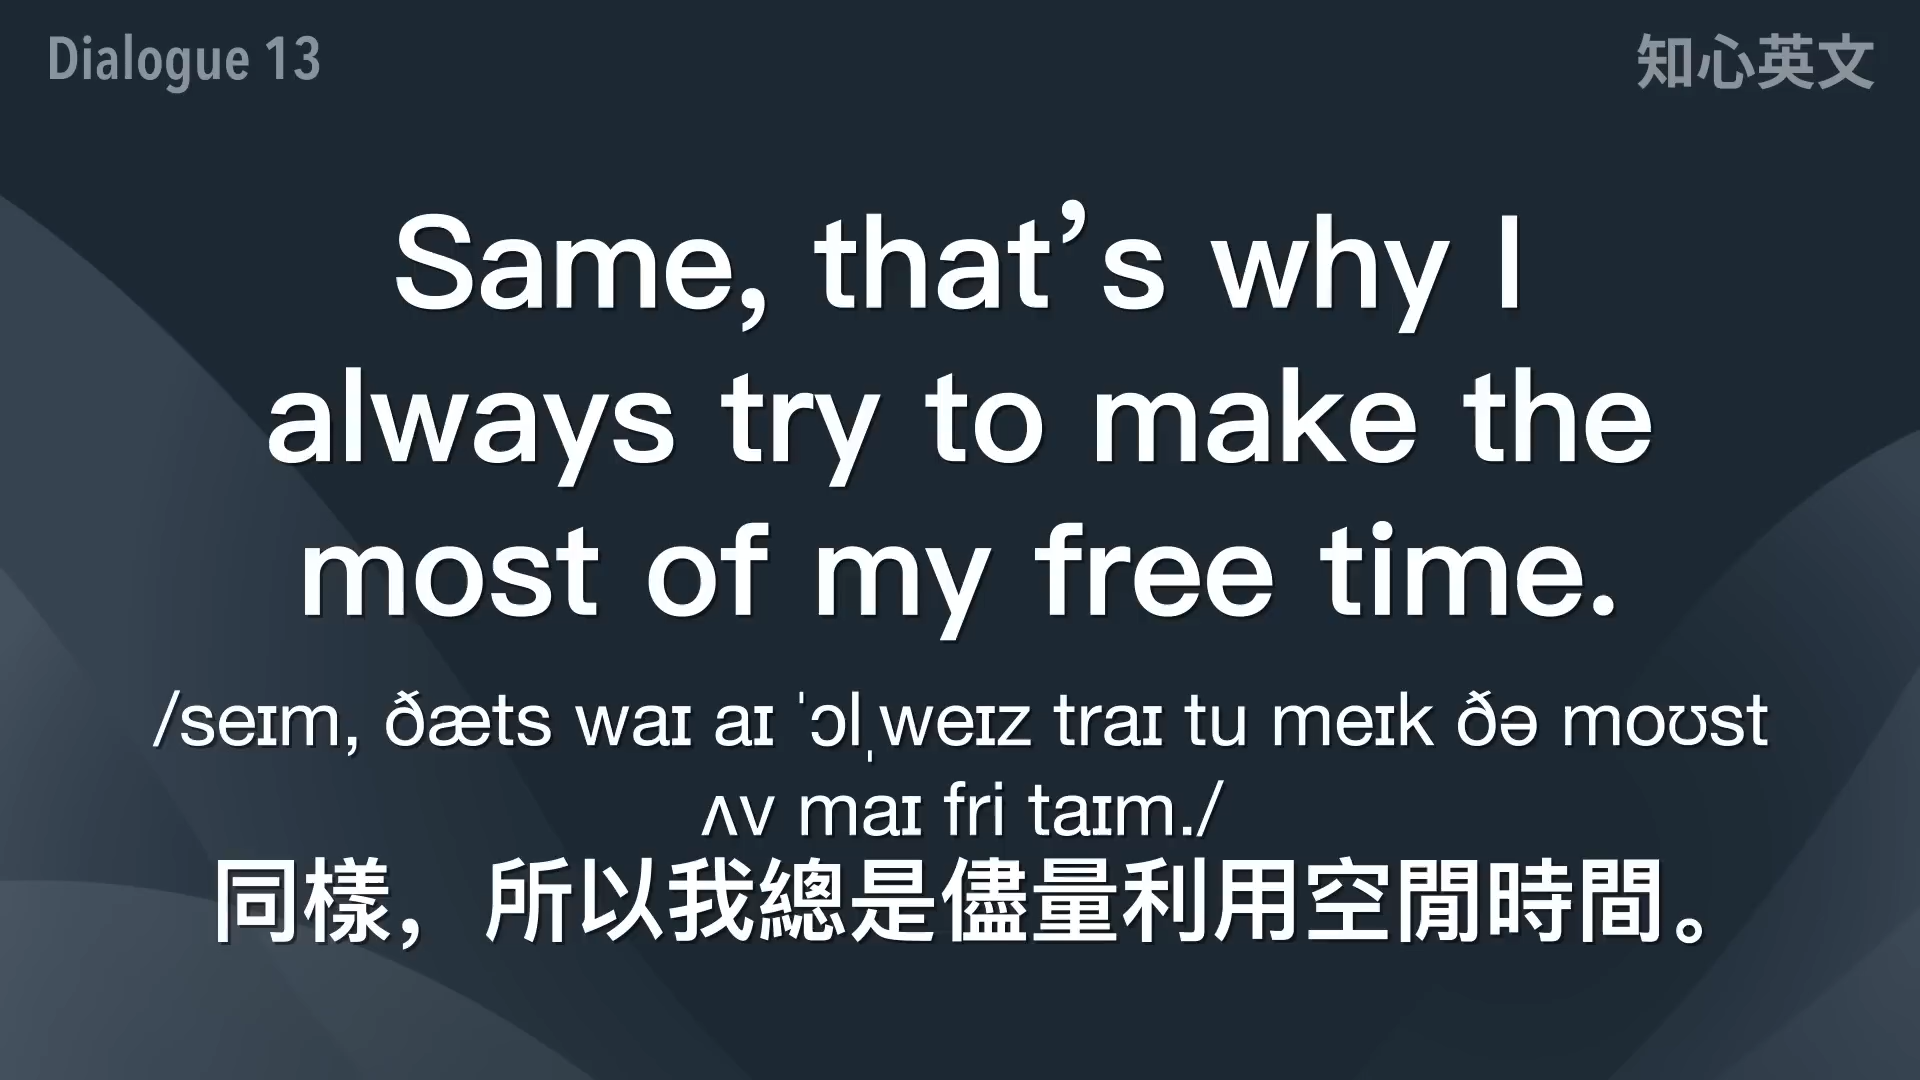 Dialogue 13
知心英文
Same, that’s why I
always try to make the
most of my free time.
/seɪm, ðæts waɪ aɪ ˈɔlˌweɪz traɪ tu meɪk ðə moʊst
ʌv maɪ fri taɪm./
同樣，所以我總是儘量利用空閒時間。